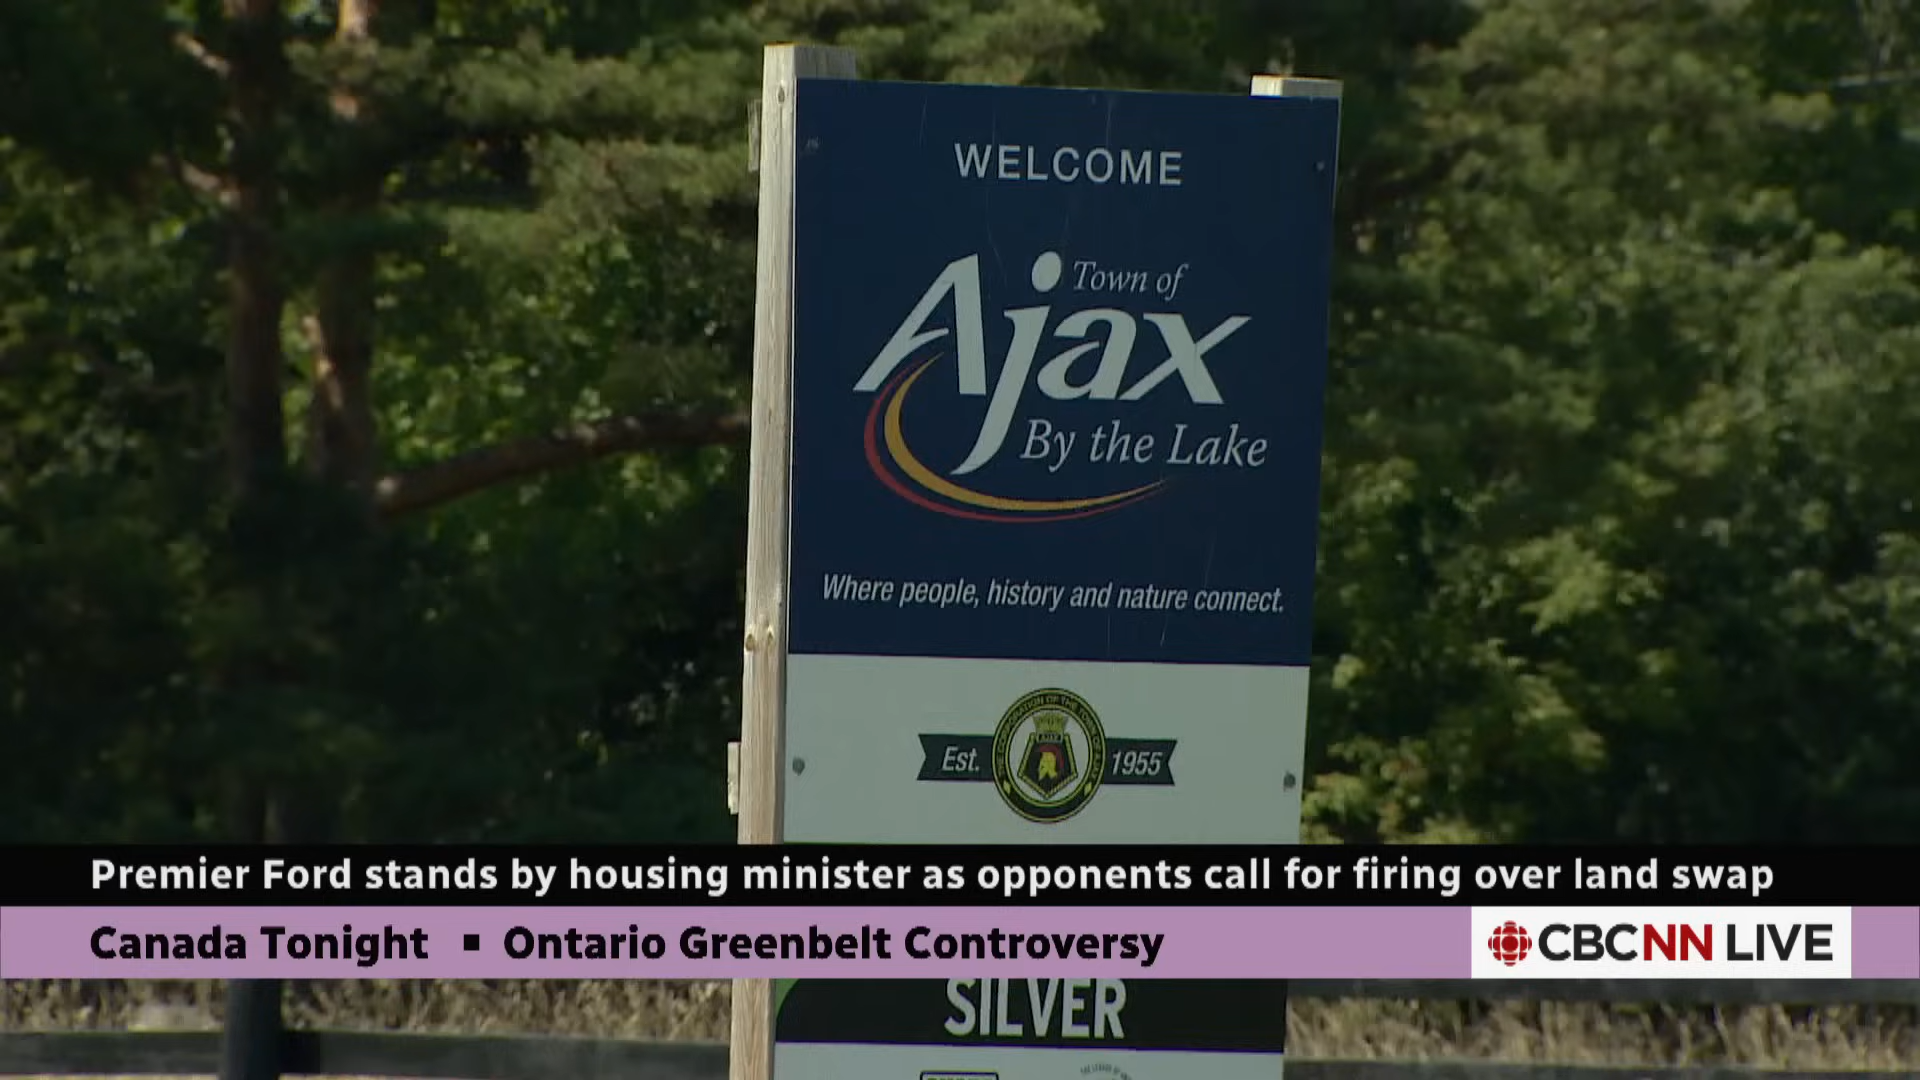 WELCOME
Town of
Ajax
By the Lake
Where people, history and nature connect.
Est. 1955
AJAX
Premier Ford stands by housing minister as opponents call for firing over land swap
Canada Tonight ▪ Ontario Greenbelt Controversy
CBCNN LIVE
SILVER